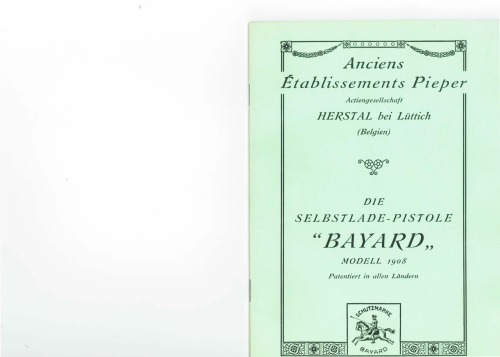 Anciens
Établissements Pieper
Actiengesellschaft
HERSTAL bei Lüttich
(Belgien)
DIE
SELBSTLADE-PISTOLE
“BAYARD„
MODELL 1908
Patentiert in allen Ländern
SCHUTZMARKE
BAYARD